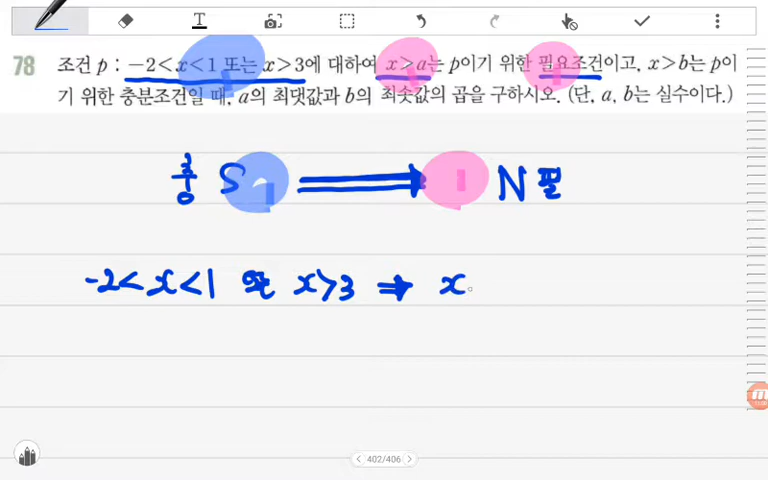 78 조건 p : −2<x<1 또는 x>3에 대하여 x>a는 p이기 위한 필요조건이고, x>b는 p이
기 위한 충분조건일 때, a의 최댓값과 b의 최솟값의 곱을 구하시오. (단, a, b는 실수이다.)
충 S ⟹ N 필
-2<x<1 또는 x>3 ⇒ x
402/406